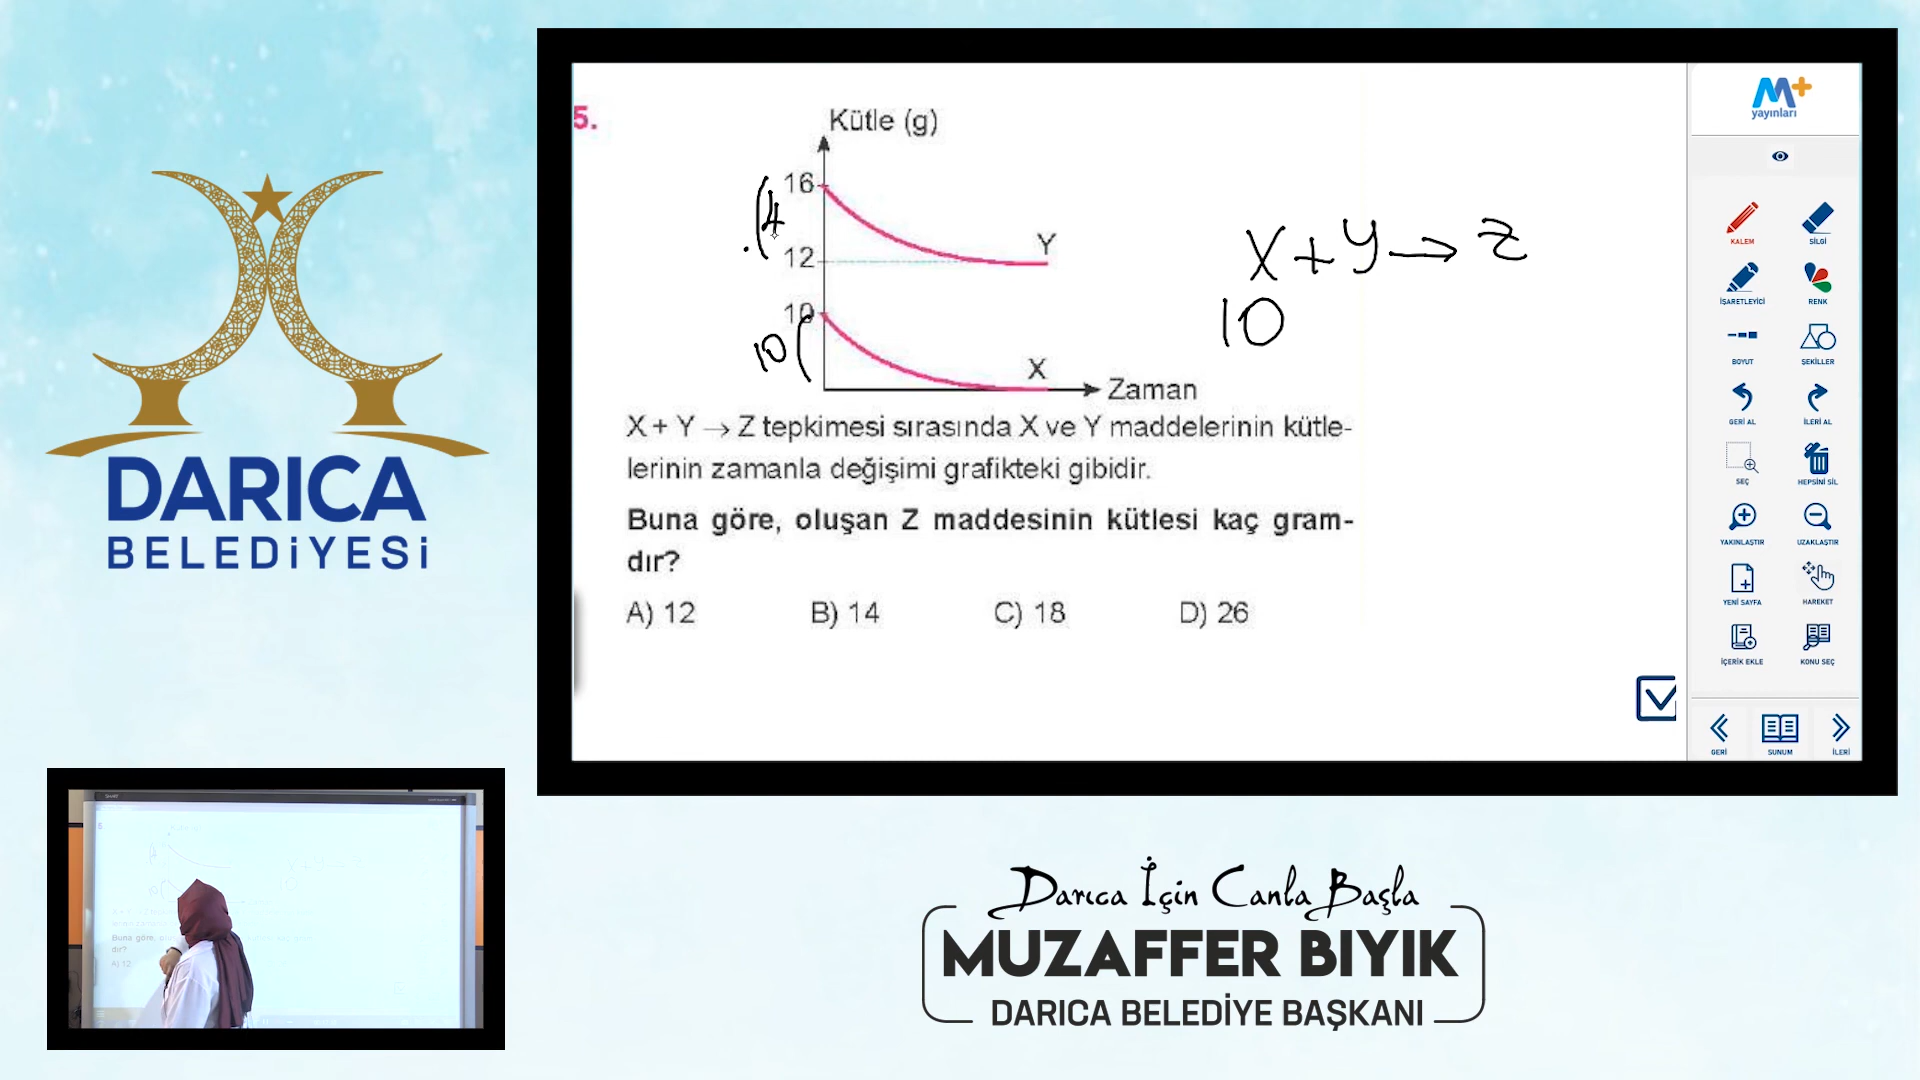 DARICA
BELEDİYESİ
5.
Kütle (g)
16
(4
12
Y
10
10(
X
Zaman
X + Y → Z
10
X + Y → Z tepkimesi sırasında X ve Y maddelerinin kütle-
lerinin zamanla değişimi grafikteki gibidir.
Buna göre, oluşan Z maddesinin kütlesi kaç gram-
dır?
A) 12 B) 14 C) 18 D) 26
M+
yayınları
KALEM SİLGİ
İŞARETLEYİCİ RENK
BOYUT ŞEKİLLER
GERİ AL İLERİ AL
SEÇ HEPSİNİ SİL
YAKINLAŞTIR UZAKLAŞTIR
YENİ SAYFA HAREKET
İÇERİK EKLE KONU SEÇ
GERİ SUNUM İLERİ
Darıca İçin Canla Başla
MUZAFFER BIYIK
DARICA BELEDİYE BAŞKANI